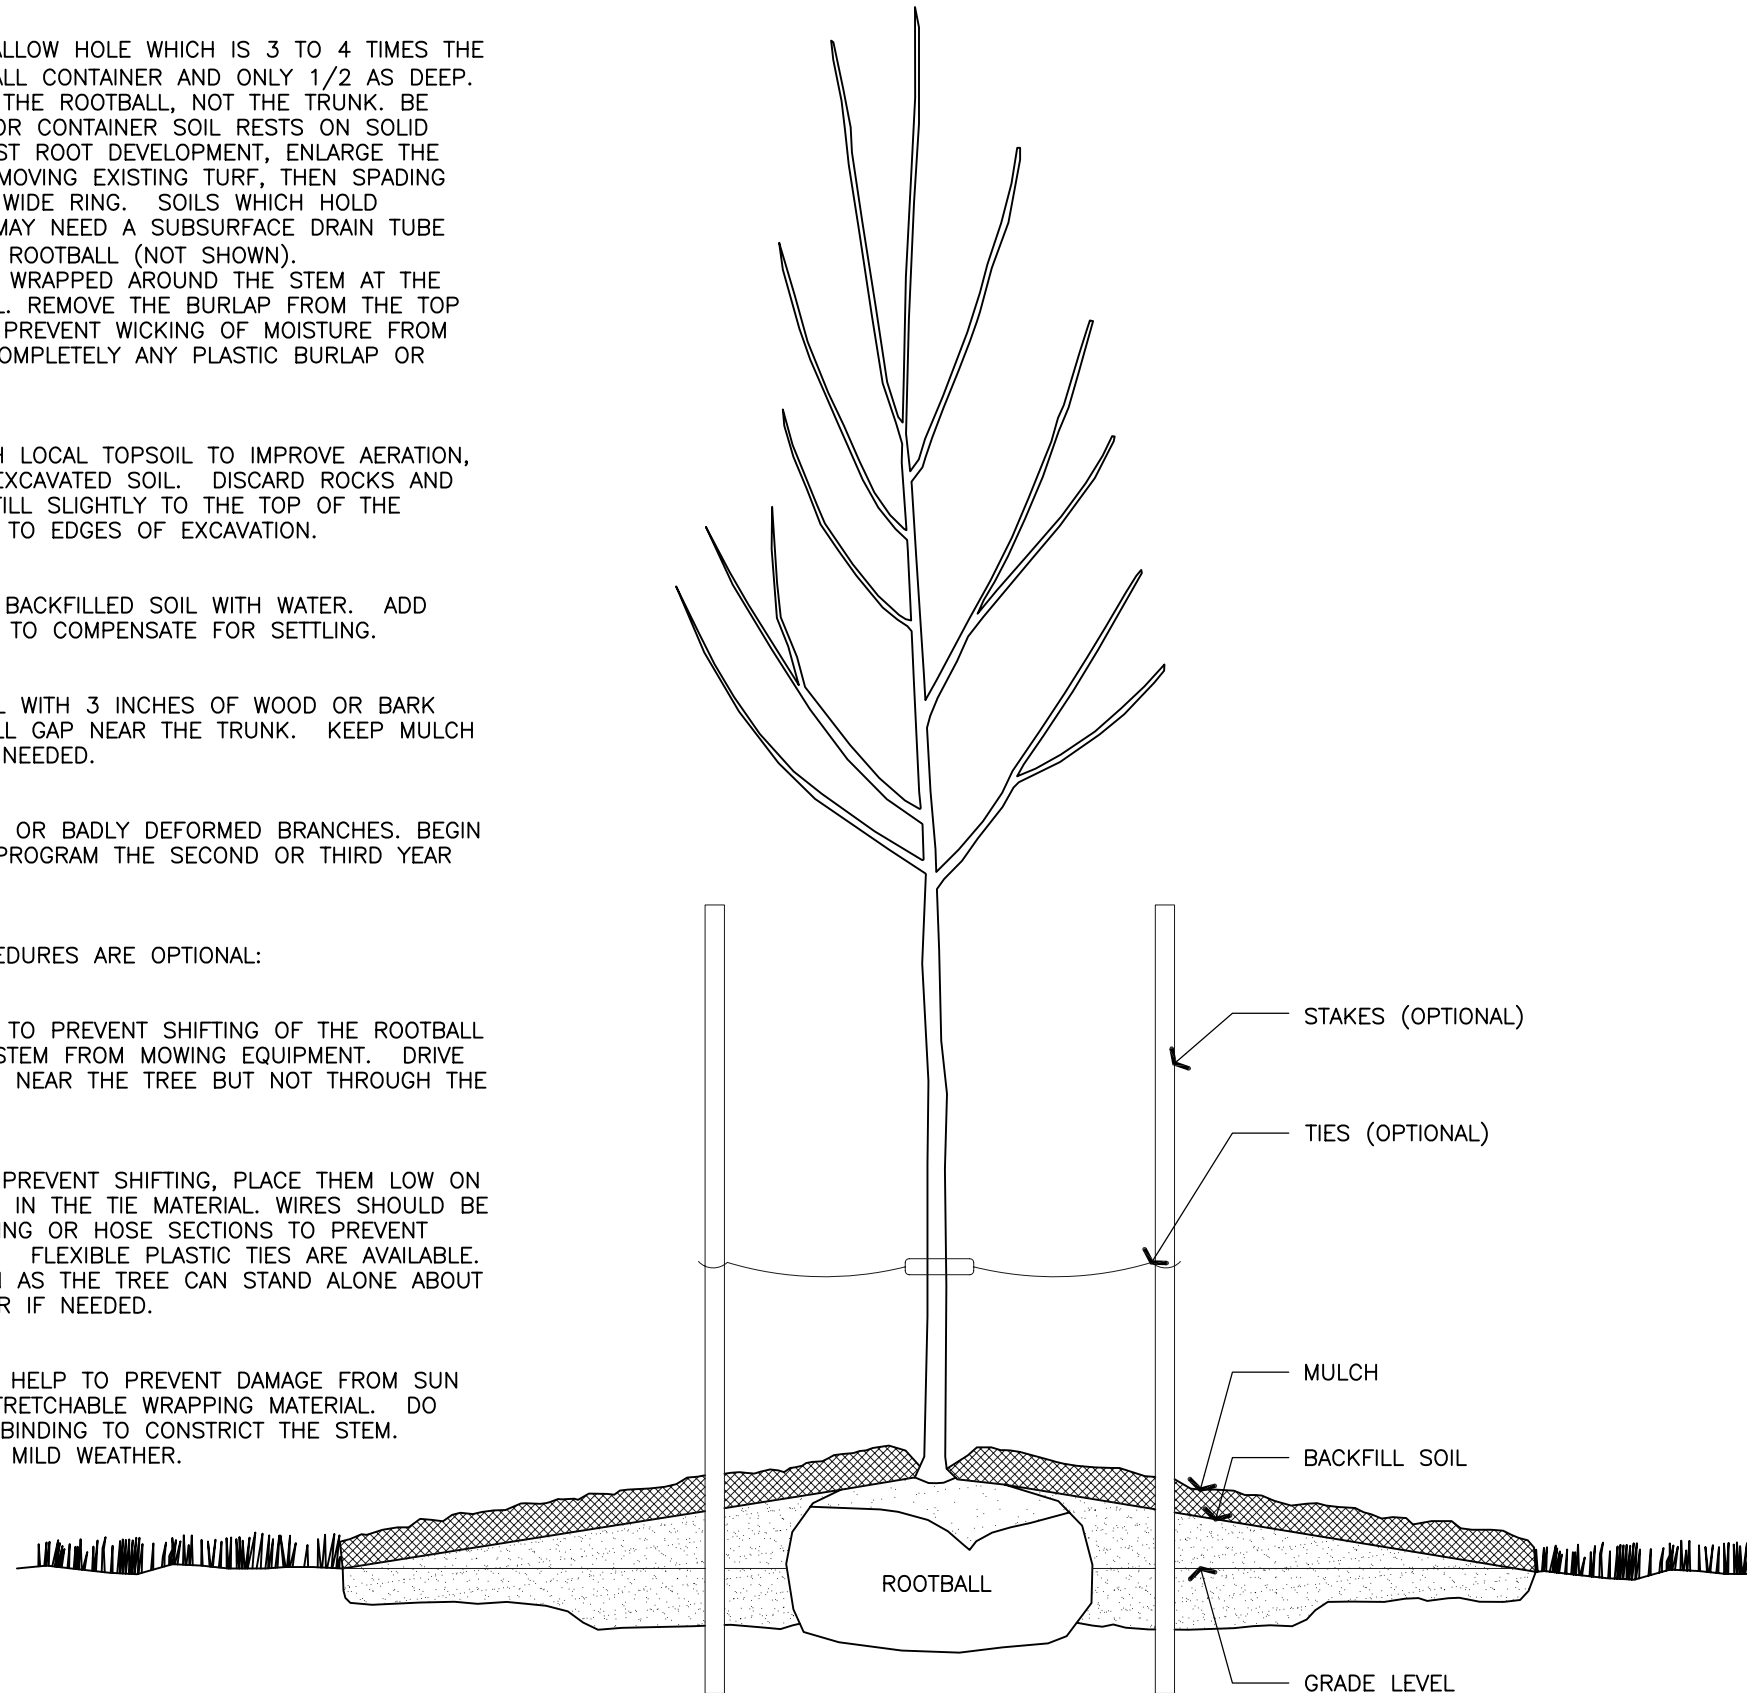 ALLOW HOLE WHICH IS 3 TO 4 TIMES THE
ALL CONTAINER AND ONLY 1/2 AS DEEP.
THE ROOTBALL, NOT THE TRUNK. BE
OR CONTAINER SOIL RESTS ON SOLID
ST ROOT DEVELOPMENT, ENLARGE THE
MOVING EXISTING TURF, THEN SPADING
WIDE RING. SOILS WHICH HOLD
MAY NEED A SUBSURFACE DRAIN TUBE
ROOTBALL (NOT SHOWN).
WRAPPED AROUND THE STEM AT THE
L. REMOVE THE BURLAP FROM THE TOP
PREVENT WICKING OF MOISTURE FROM
OMPLETELY ANY PLASTIC BURLAP OR
H LOCAL TOPSOIL TO IMPROVE AERATION,
EXCAVATED SOIL. DISCARD ROCKS AND
FILL SLIGHTLY TO THE TOP OF THE
TO EDGES OF EXCAVATION.
BACKFILLED SOIL WITH WATER. ADD
TO COMPENSATE FOR SETTLING.
L WITH 3 INCHES OF WOOD OR BARK
LL GAP NEAR THE TRUNK. KEEP MULCH
NEEDED.
OR BADLY DEFORMED BRANCHES. BEGIN
PROGRAM THE SECOND OR THIRD YEAR
EDURES ARE OPTIONAL:
TO PREVENT SHIFTING OF THE ROOTBALL
STEM FROM MOWING EQUIPMENT. DRIVE
NEAR THE TREE BUT NOT THROUGH THE
PREVENT SHIFTING, PLACE THEM LOW ON
IN THE TIE MATERIAL. WIRES SHOULD BE
ING OR HOSE SECTIONS TO PREVENT
FLEXIBLE PLASTIC TIES ARE AVAILABLE.
N AS THE TREE CAN STAND ALONE ABOUT
R IF NEEDED.
HELP TO PREVENT DAMAGE FROM SUN
TRETCHABLE WRAPPING MATERIAL. DO
BINDING TO CONSTRICT THE STEM.
MILD WEATHER.
STAKES (OPTIONAL)
TIES (OPTIONAL)
MULCH
BACKFILL SOIL
ROOTBALL
GRADE LEVEL